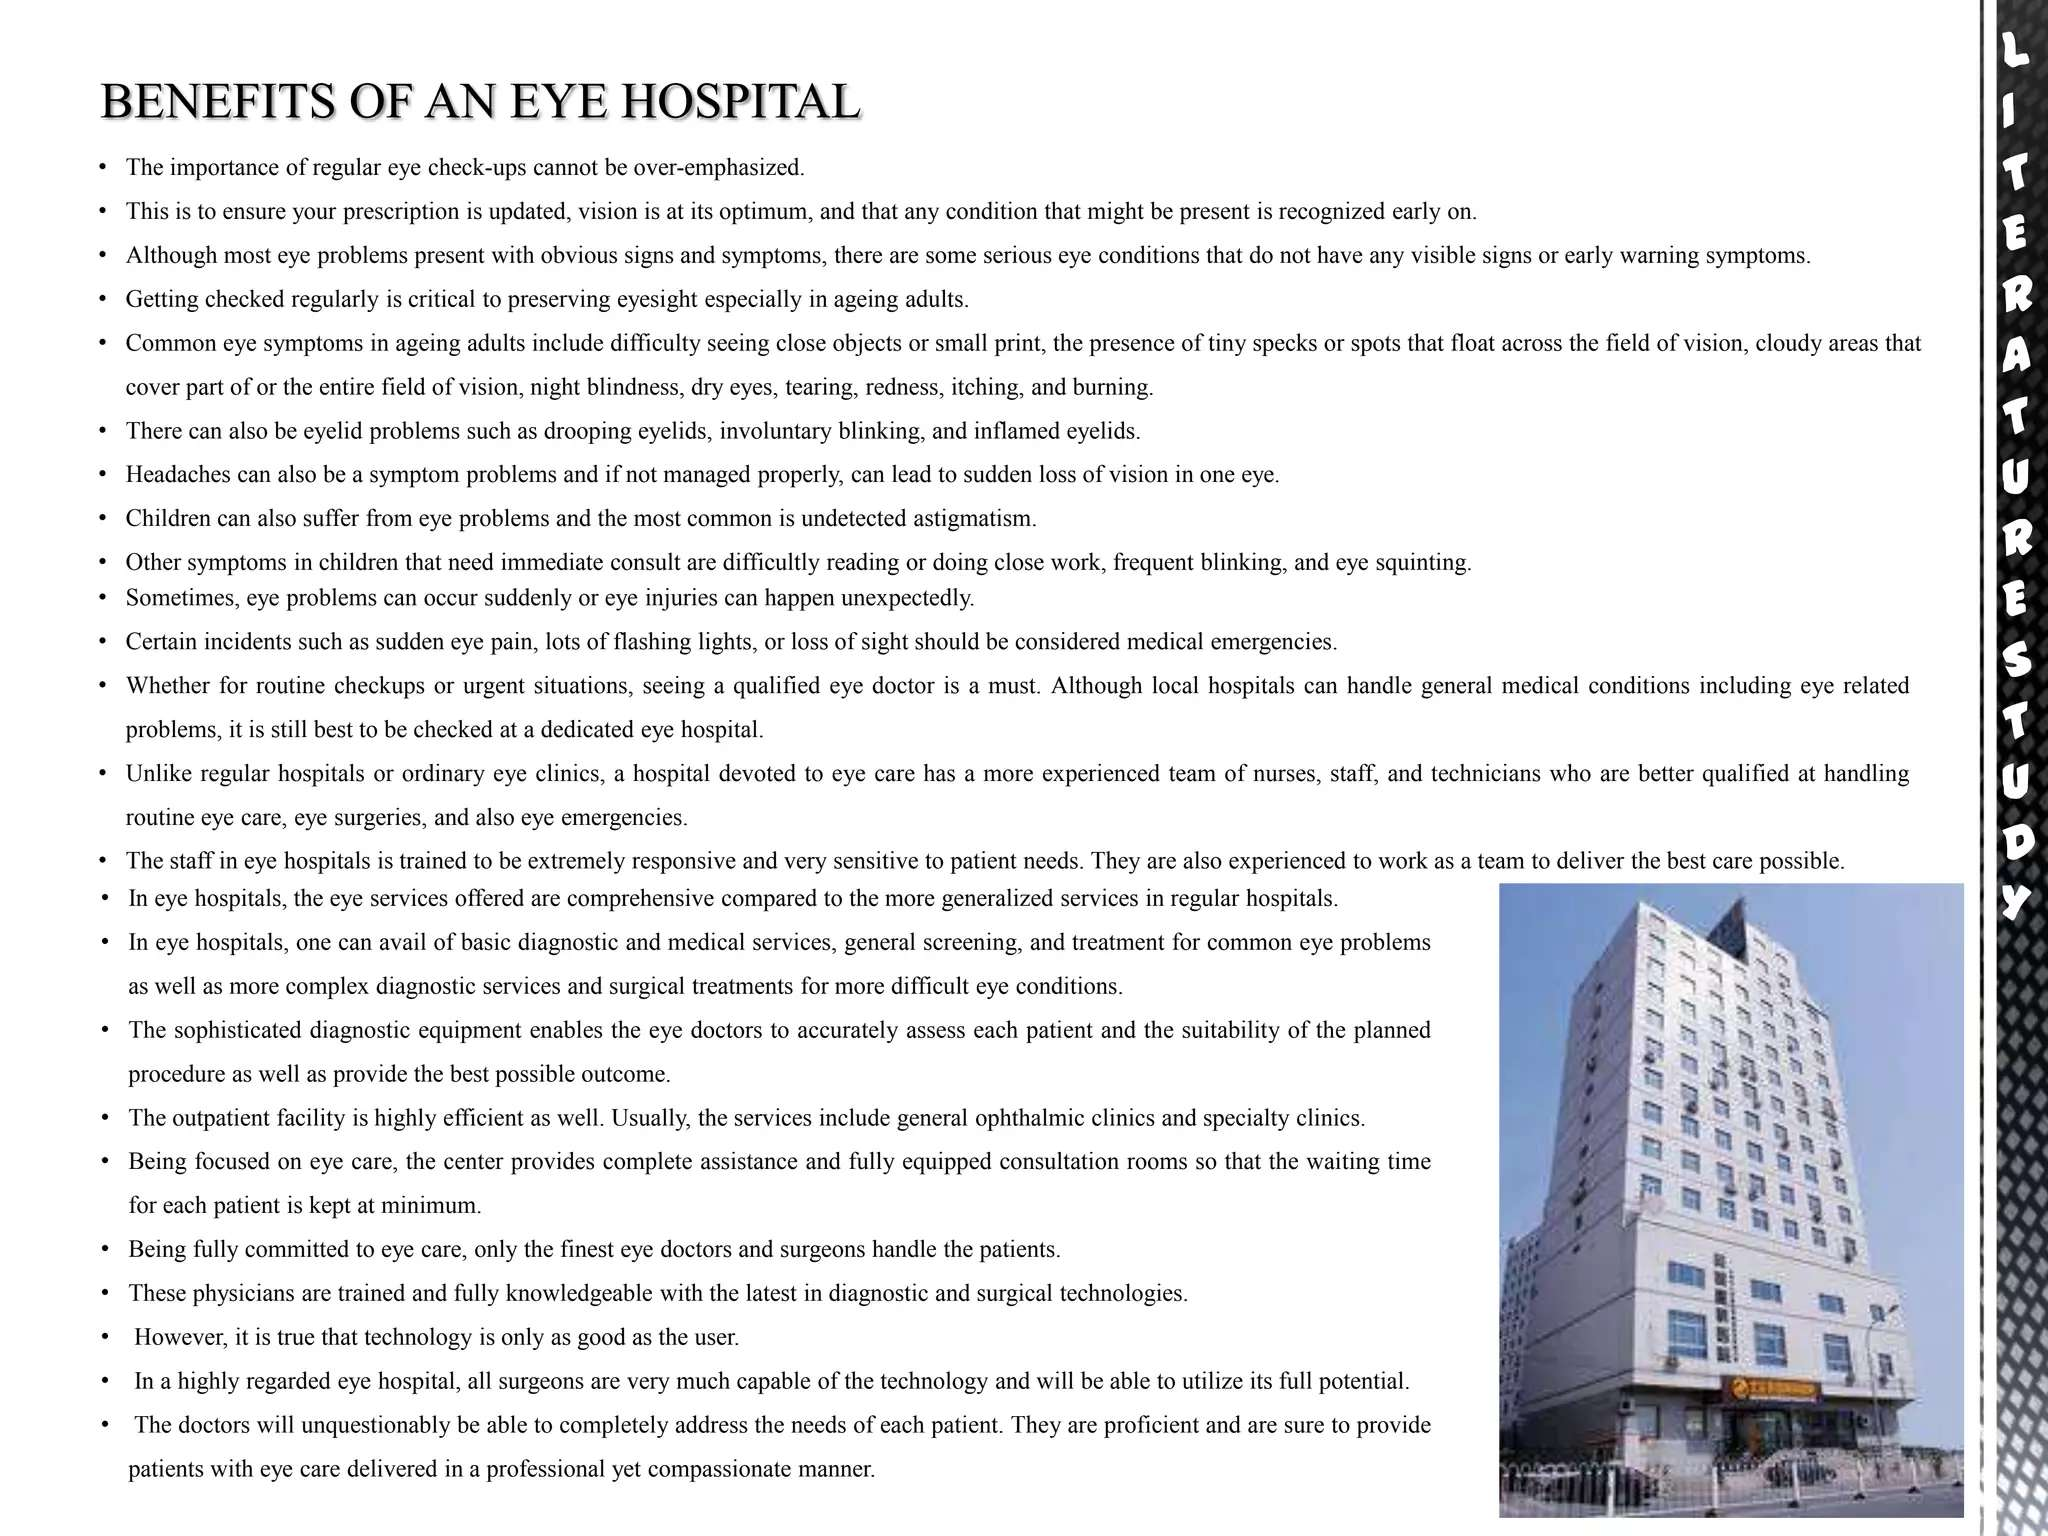 BENEFITS OF AN EYE HOSPITAL
• The importance of regular eye check-ups cannot be over-emphasized.
• This is to ensure your prescription is updated, vision is at its optimum, and that any condition that might be present is recognized early on.
• Although most eye problems present with obvious signs and symptoms, there are some serious eye conditions that do not have any visible signs or early warning symptoms.
• Getting checked regularly is critical to preserving eyesight especially in ageing adults.
• Common eye symptoms in ageing adults include difficulty seeing close objects or small print, the presence of tiny specks or spots that float across the field of vision, cloudy areas that
cover part of or the entire field of vision, night blindness, dry eyes, tearing, redness, itching, and burning.
• There can also be eyelid problems such as drooping eyelids, involuntary blinking, and inflamed eyelids.
• Headaches can also be a symptom problems and if not managed properly, can lead to sudden loss of vision in one eye.
• Children can also suffer from eye problems and the most common is undetected astigmatism.
• Other symptoms in children that need immediate consult are difficultly reading or doing close work, frequent blinking, and eye squinting.
• Sometimes, eye problems can occur suddenly or eye injuries can happen unexpectedly.
• Certain incidents such as sudden eye pain, lots of flashing lights, or loss of sight should be considered medical emergencies.
• Whether for routine checkups or urgent situations, seeing a qualified eye doctor is a must. Although local hospitals can handle general medical conditions including eye related
problems, it is still best to be checked at a dedicated eye hospital.
• Unlike regular hospitals or ordinary eye clinics, a hospital devoted to eye care has a more experienced team of nurses, staff, and technicians who are better qualified at handling
routine eye care, eye surgeries, and also eye emergencies.
• The staff in eye hospitals is trained to be extremely responsive and very sensitive to patient needs. They are also experienced to work as a team to deliver the best care possible.
• In eye hospitals, the eye services offered are comprehensive compared to the more generalized services in regular hospitals.
• In eye hospitals, one can avail of basic diagnostic and medical services, general screening, and treatment for common eye problems
as well as more complex diagnostic services and surgical treatments for more difficult eye conditions.
• The sophisticated diagnostic equipment enables the eye doctors to accurately assess each patient and the suitability of the planned
procedure as well as provide the best possible outcome.
• The outpatient facility is highly efficient as well. Usually, the services include general ophthalmic clinics and specialty clinics.
• Being focused on eye care, the center provides complete assistance and fully equipped consultation rooms so that the waiting time
for each patient is kept at minimum.
• Being fully committed to eye care, only the finest eye doctors and surgeons handle the patients.
• These physicians are trained and fully knowledgeable with the latest in diagnostic and surgical technologies.
• However, it is true that technology is only as good as the user.
• In a highly regarded eye hospital, all surgeons are very much capable of the technology and will be able to utilize its full potential.
• The doctors will unquestionably be able to completely address the needs of each patient. They are proficient and are sure to provide
patients with eye care delivered in a professional yet compassionate manner.
LITERATURE STUDY